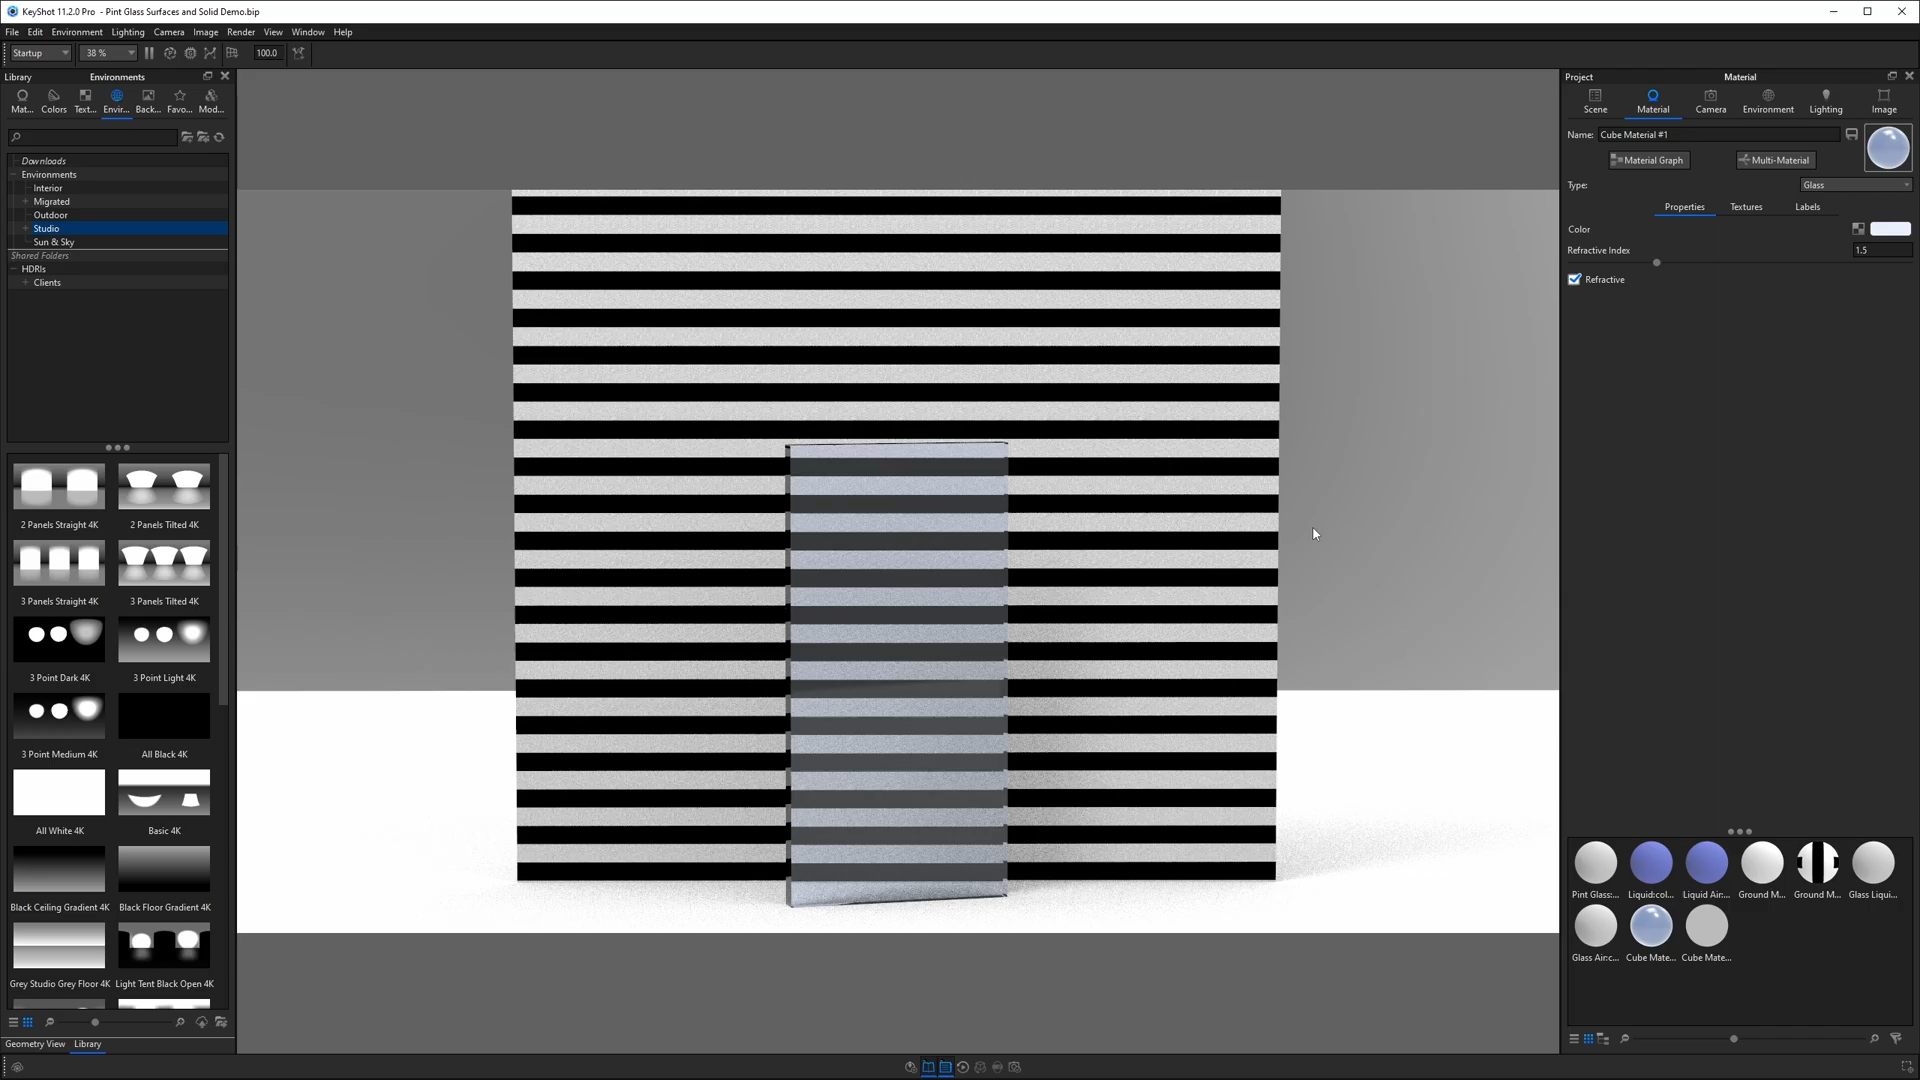 KeyShot 11.2.0 Pro - Pint Glass Surfaces and Solid Demo.bip
File Edit Environment Lighting Camera Image Render View Window Help
Startup 38 % 100.0
Library Environments
Mat... Colors Text... Envir... Back... Favo... Mod...
Downloads
Environments
Interior
Migrated
Outdoor
Studio
Sun & Sky
Shared Folders
HDRIs
Clients
2 Panels Straight 4K 2 Panels Tilted 4K
3 Panels Straight 4K 3 Panels Tilted 4K
3 Point Dark 4K 3 Point Light 4K
3 Point Medium 4K All Black 4K
All White 4K Basic 4K
Black Ceiling Gradient 4K Black Floor Gradient 4K
Grey Studio Grey Floor 4K Light Tent Black Open 4K
Geometry View Library
Project Material
Scene Material Camera Environment Lighting Image
Name: Cube Material #1
Material Graph Multi-Material
Type: Glass
Properties Textures Labels
Color
Refractive Index 1.5
Refractive
Pint Glass:... Liquid:col... Liquid Air:... Ground M... Ground M... Glass Liqui...
Glass Air:c... Cube Mate... Cube Mate...